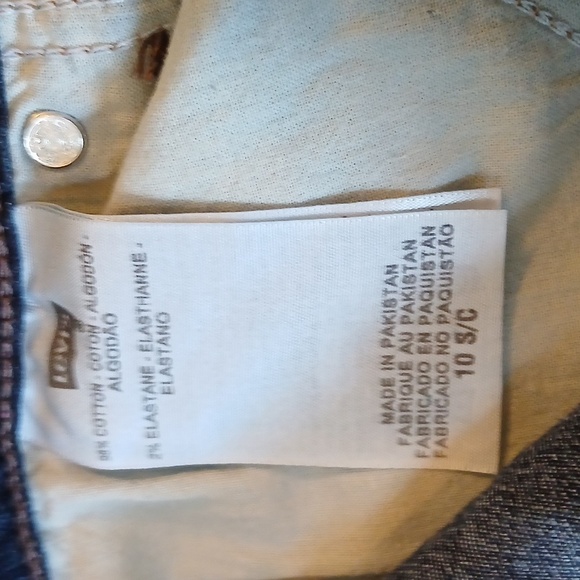 Levi's
98% COTTON - COTON - ALGODÓN -
ALGODÃO
2% ELASTANE - ÉLASTHANNE -
ELASTANO
MADE IN PAKISTAN
FABRIQUÉ AU PAKISTAN
FABRICADO EN PAQUISTAN
FABRICADO NO PAQUISTÃO
10 S/C